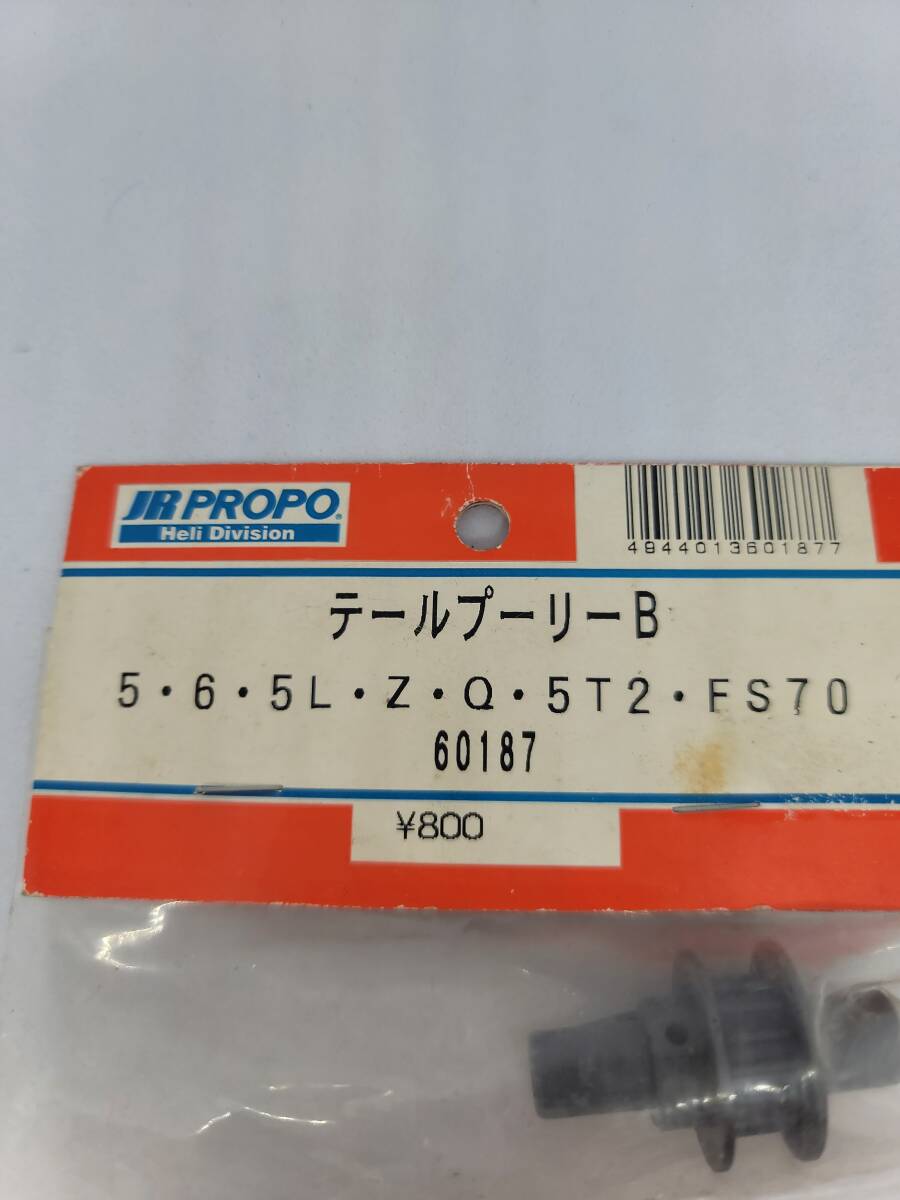 JR PROPO®
Heli Division
4944013601877
テールプーリーB
5・6・5L・Z・Q・5T2・FS70
60187
¥800